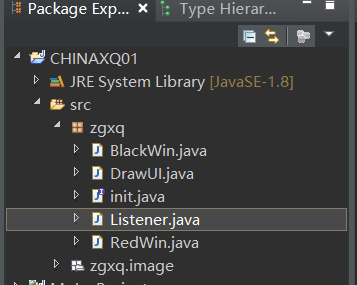 Package Exp...
Type Hierar...
CHINAXQ01
JRE System Library [JavaSE-1.8]
src
zgxq
BlackWin.java
DrawUI.java
init.java
Listener.java
RedWin.java
zgxq.image